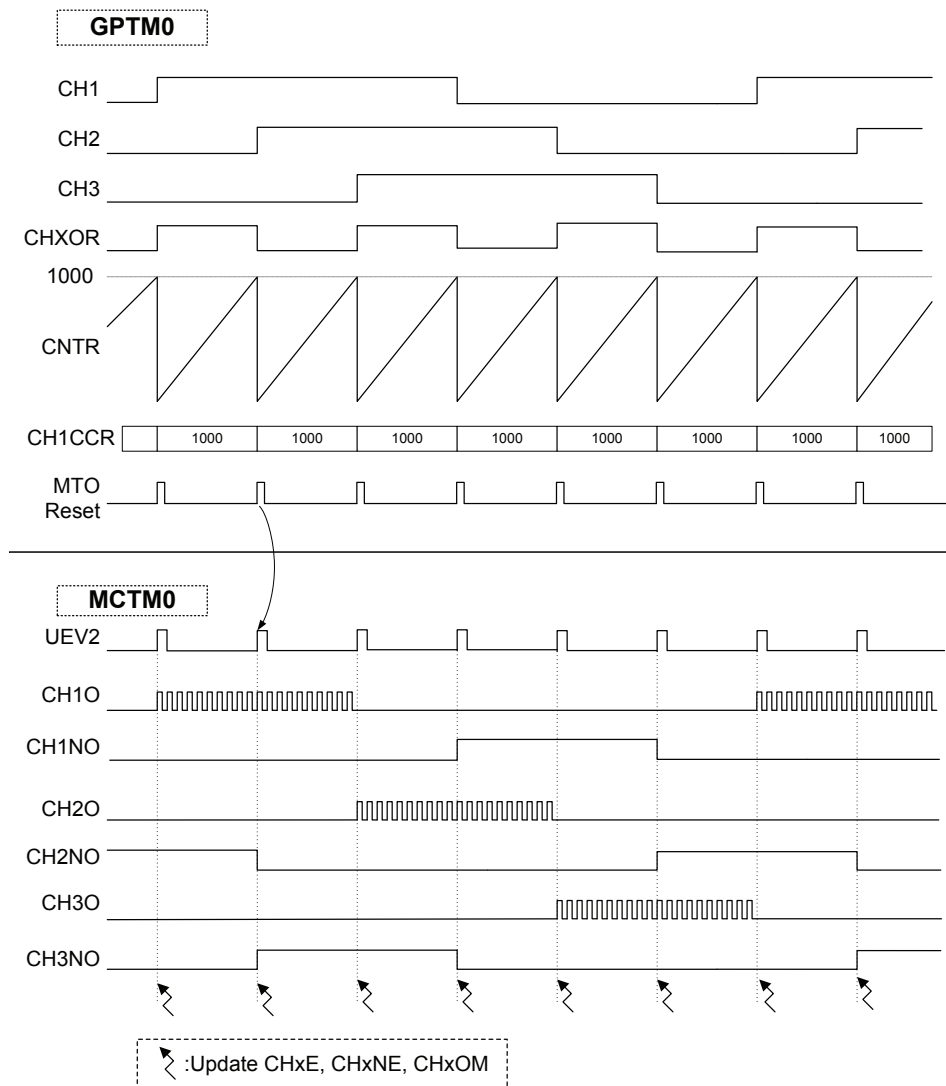 GPTM0
CH1
CH2
CH3
CHXOR
1000
CNTR
CH1CCR 1000 1000 1000 1000 1000 1000 1000 1000
MTO
Reset
MCTM0
UEV2
CH1O
CH1NO
CH2O
CH2NO
CH3O
CH3NO
:Update CHxE, CHxNE, CHxOM